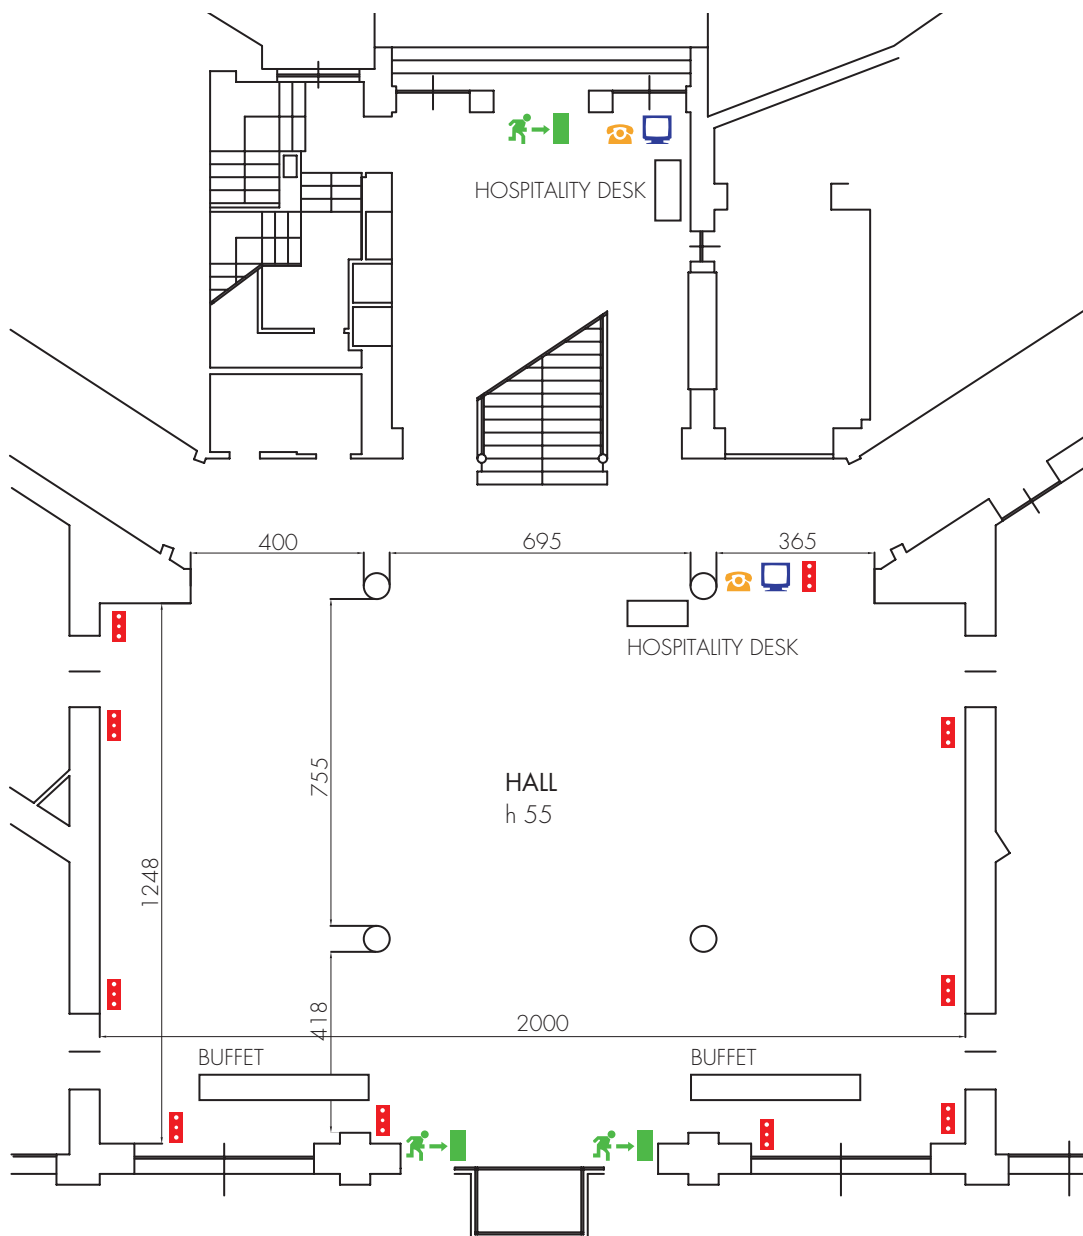 HOSPITALITY DESK
400
695
365
HOSPITALITY DESK
755
HALL
h 55
1248
418
2000
BUFFET
BUFFET